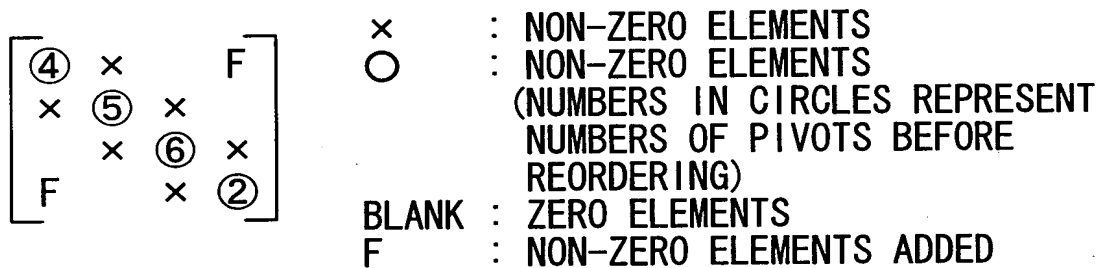 ④ × F
× ⑤ ×
× ⑥ ×
F × ②
× : NON-ZERO ELEMENTS
○ : NON-ZERO ELEMENTS
(NUMBERS IN CIRCLES REPRESENT
NUMBERS OF PIVOTS BEFORE
REORDERING)
BLANK : ZERO ELEMENTS
F : NON-ZERO ELEMENTS ADDED